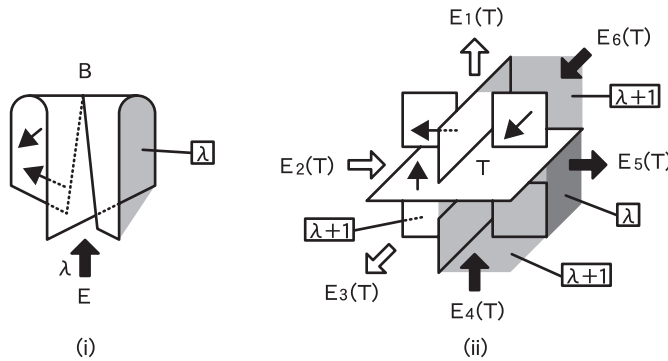 B
λ
λ
E
(i)
E1(T)
E6(T)
λ+1
E2(T)
T
E5(T)
λ
λ+1
λ+1
E3(T)
E4(T)
(ii)